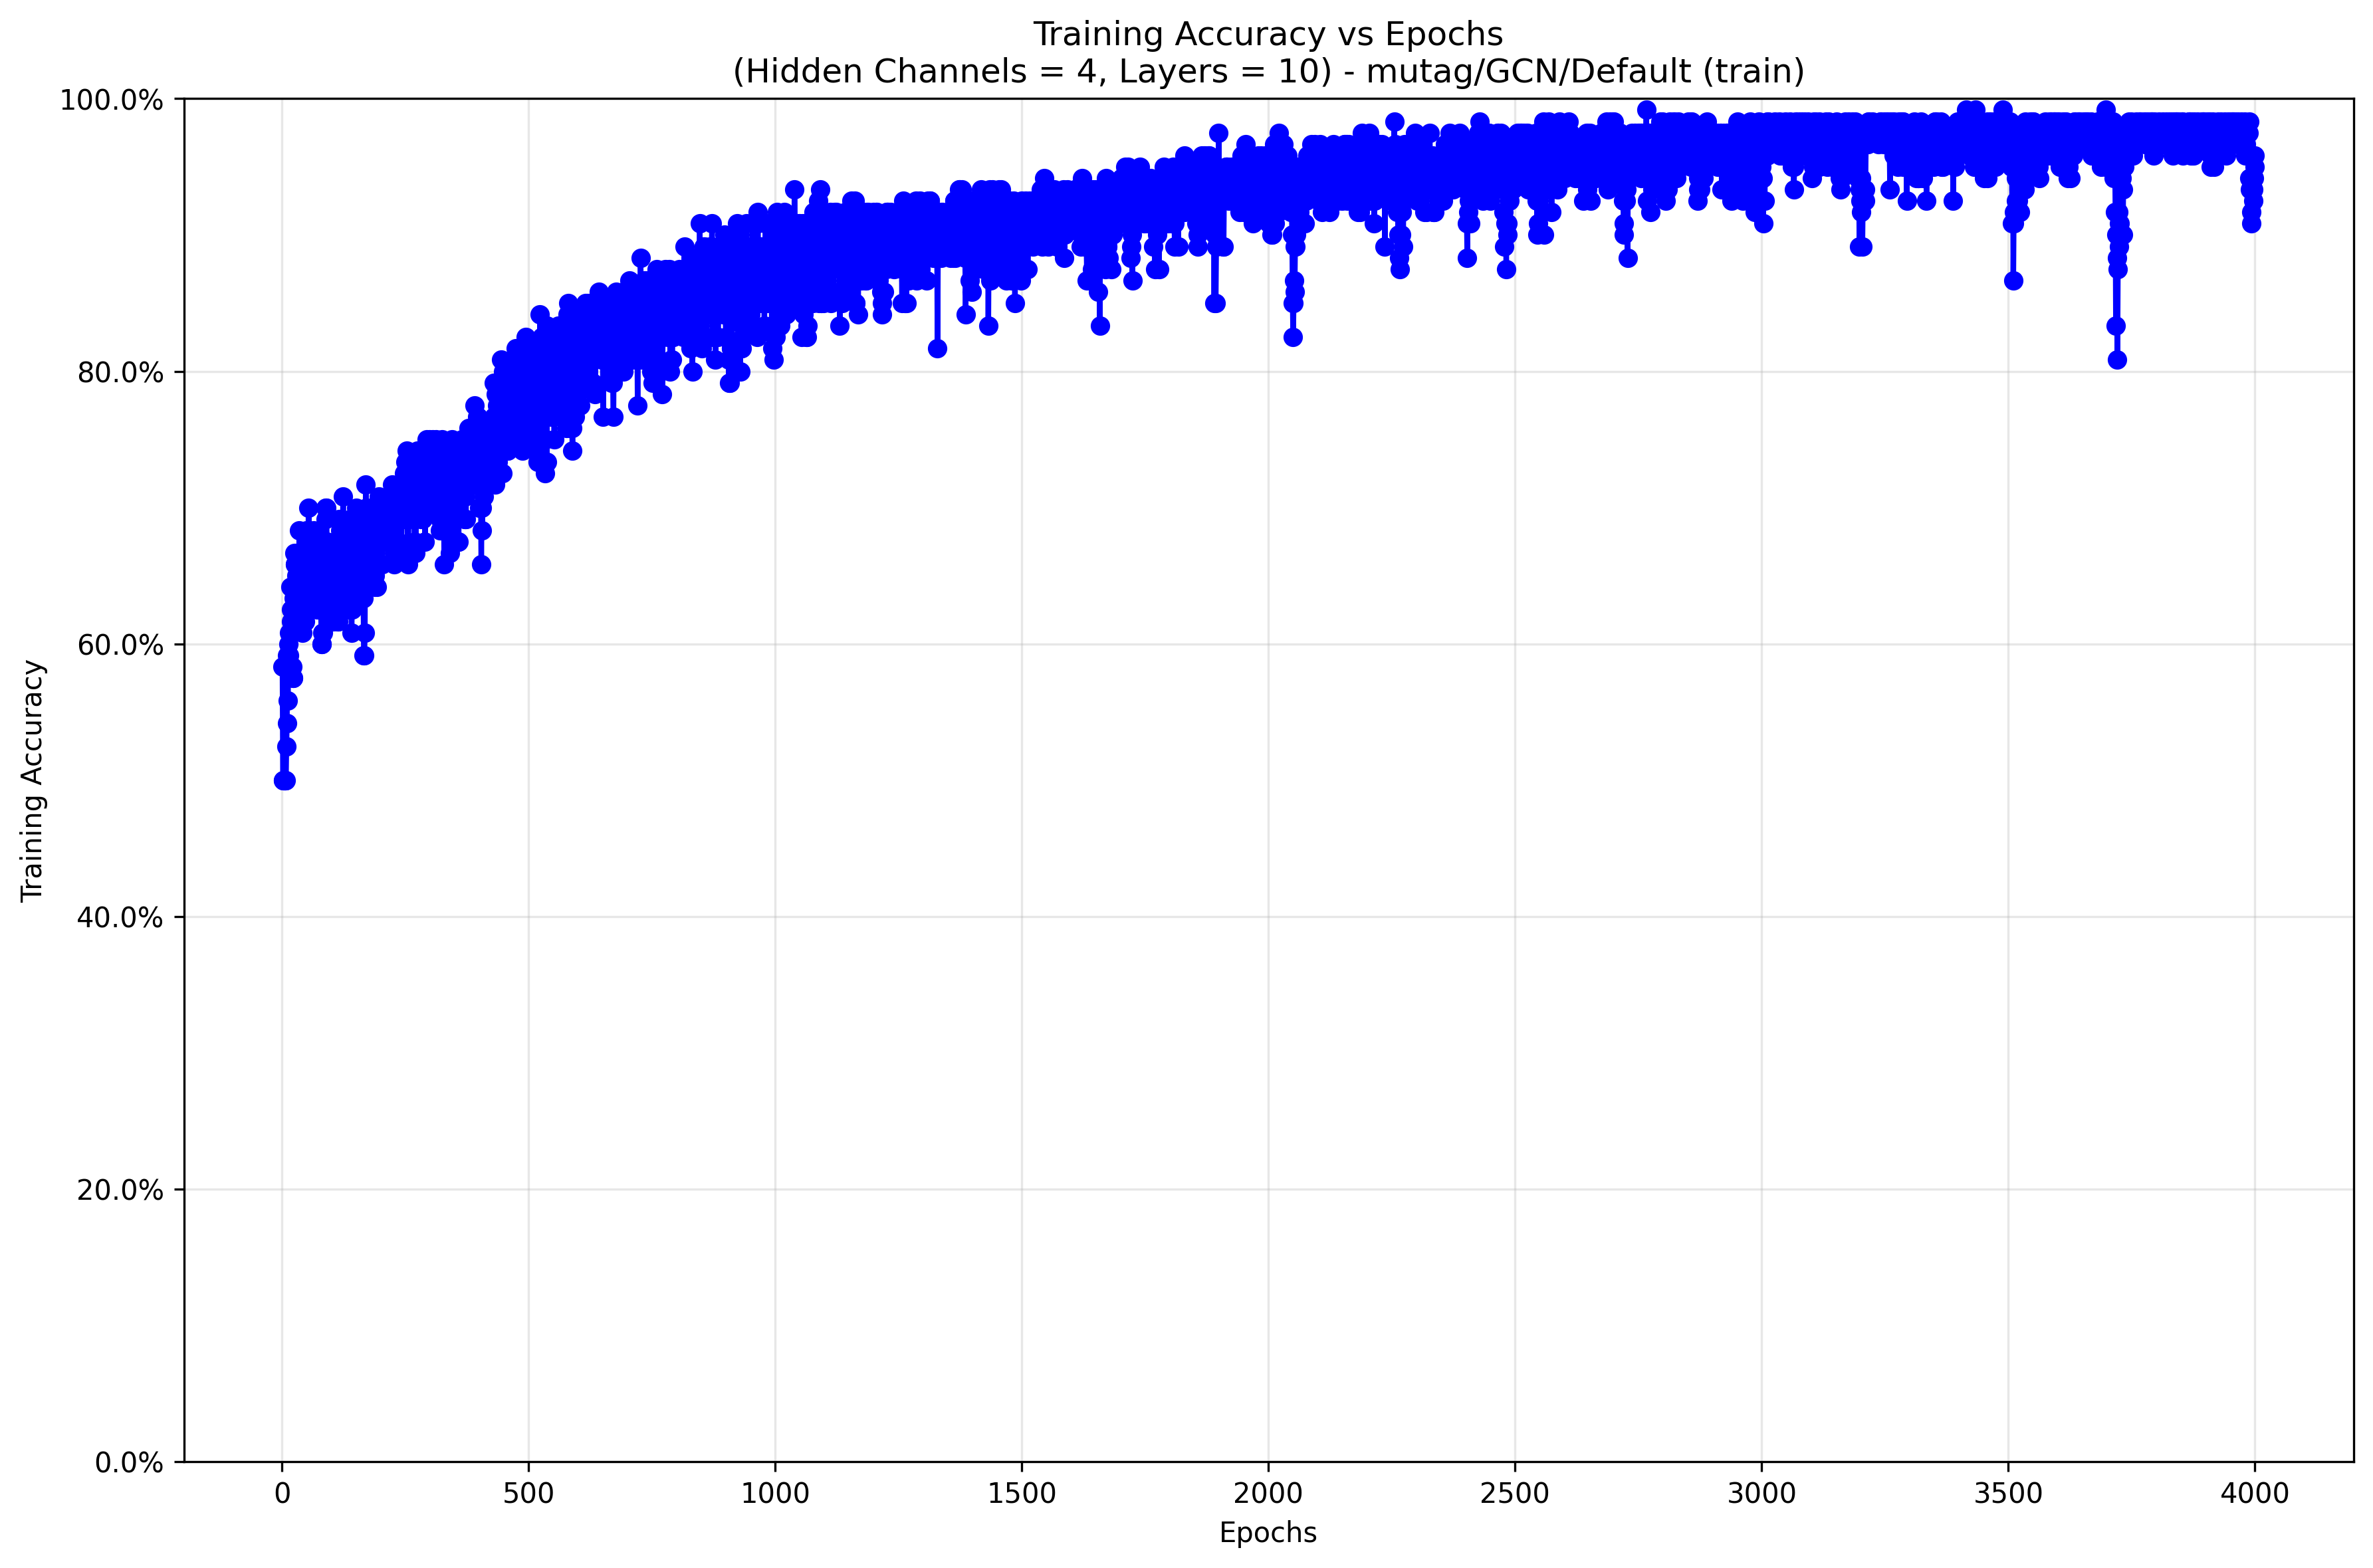 Training Accuracy vs Epochs
(Hidden Channels = 4, Layers = 10) - mutag/GCN/Default (train)
100.0%
80.0%
60.0%
40.0%
20.0%
0.0%
Training Accuracy
0 500 1000 1500 2000 2500 3000 3500 4000
Epochs